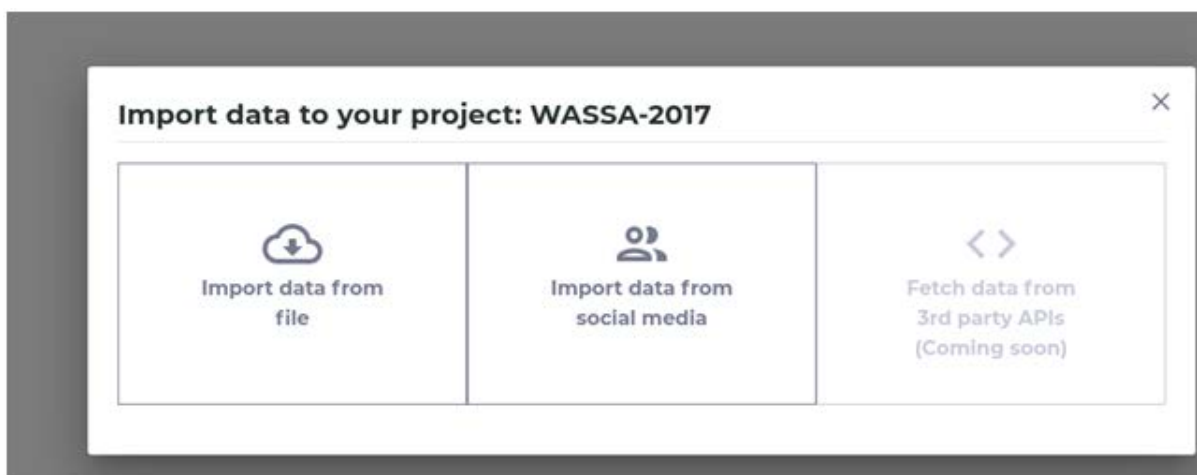 Import data to your project: WASSA-2017
Import data from
file
Import data from
social media
Fetch data from
3rd party APIs
(Coming soon)